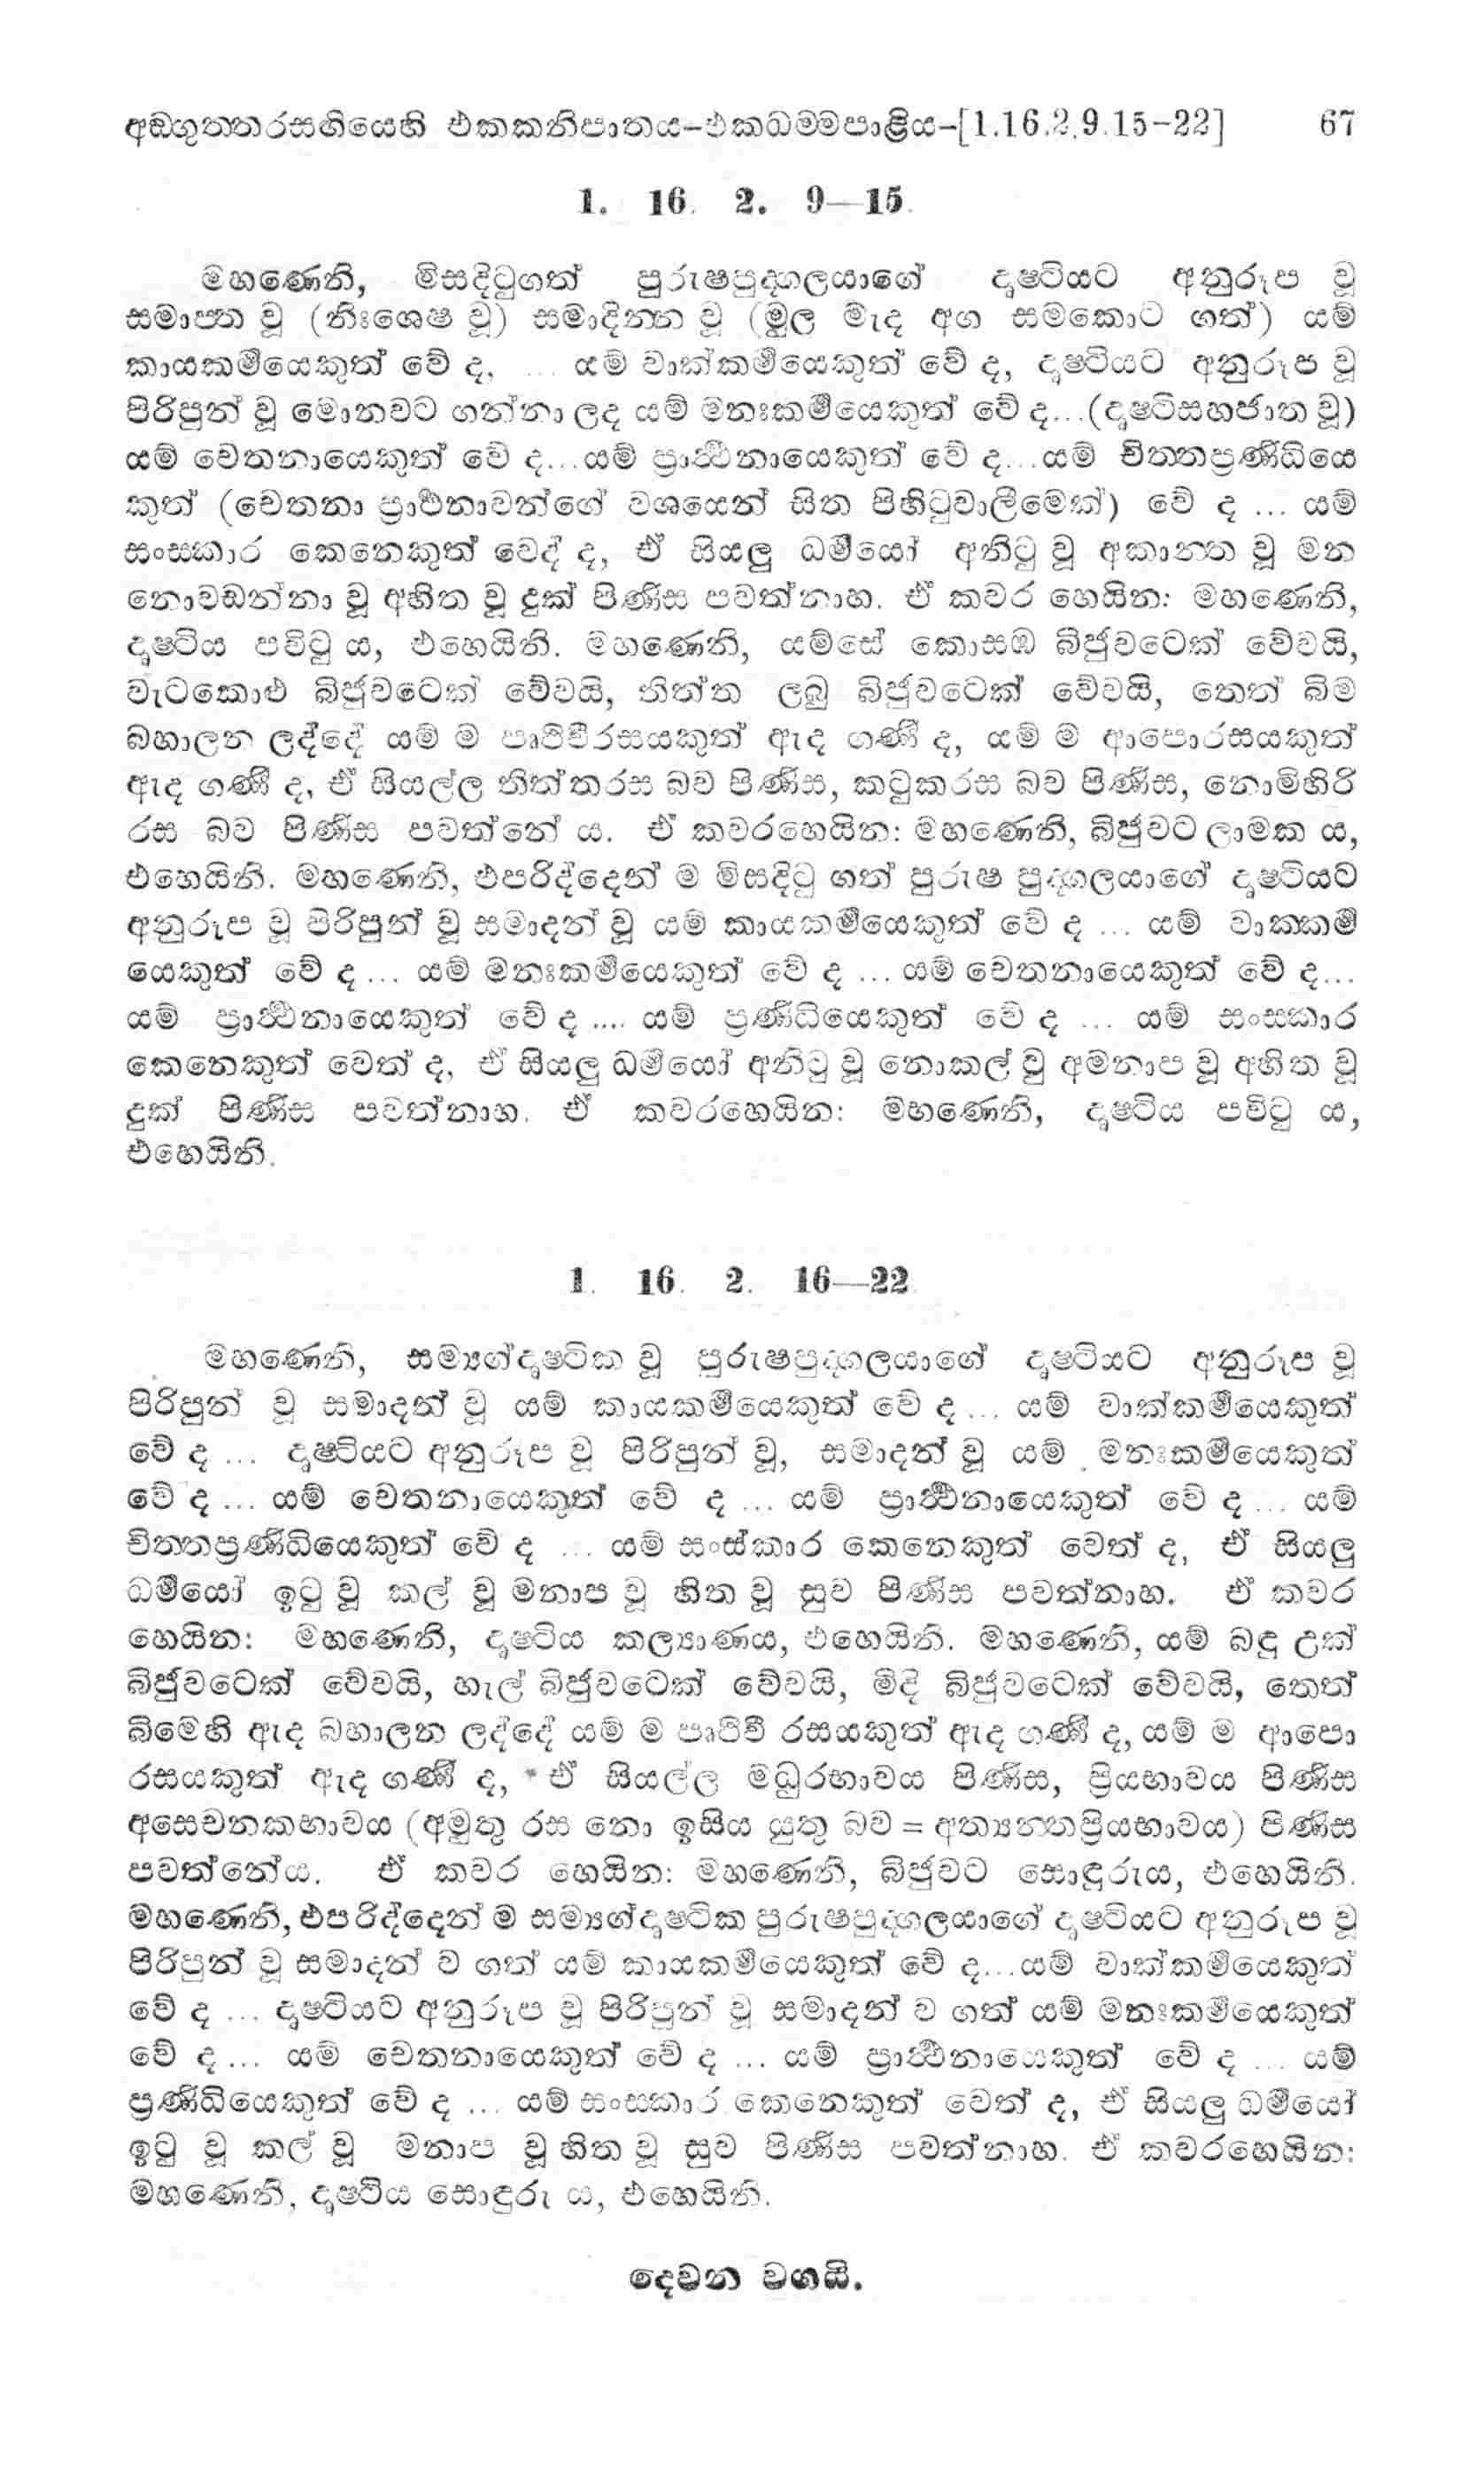 අඞගුත‍්තරසඟියෙහි එකකනිපාතය-එකධම‍්මපාළිය-[1.16.2.9.15-22] 67
1. 16. 2. 9—15.
මහණෙනි, මිසදිටුගත් පුරුෂපුද‍්ගලයාගේ දෘෂ‍්ටියට අනුරූප වූ
සමාප‍්ත වූ (නිඃශෙෂ වූ) සමාදින‍්න වූ (මුල මැද අග සමකොට ගත්) යම්
කායකර්‍මයෙකුත් වේ ද, ... යම් වාක්කර්‍මයෙකුත් වේ ද, දෘෂ‍්ටියට අනුරූප වූ
පිරිපුන් වූ මොනවට ගන්නා ලද යම් මනඃකර්‍මයෙකුත් වේ ද...(දෘෂ‍්ටිසහජාත වූ)
යම් චෙතනායෙකුත් වේ ද...යම් ප්‍රාර්‍ත්‍ථනායෙකුත් වේ ද...යම් චිත‍්තප්‍රණිධියෙ
කුත් (චෙතනා ප්‍රාර්‍ථනාවන්ගේ වශයෙන් සිත පිහිටුවාලීමෙක්) වේ ද ... යම්
සංස‍්කාර කෙනෙකුත් වෙද් ද, ඒ සියලු ධර්‍මයෝ අනිටු වූ අකාන‍්ත වූ මන
නොවඩන්නා වූ අහිත වූ දුක් පිණිස පවත්නාහ. ඒ කවර හෙයින: මහණෙනි,
දෘෂ‍්ටිය පවිටු ය, එහෙයිනි. මහණෙනි, යම්සේ කොසඹ බිජුවටෙක් වේවයි,
වැටකොළු බිජුවටෙක් වේවයි, තිත්ත ලබු බිජුවටෙක් වේවයි, තෙත් බිම
බහාලන ලද්දේ යම් ම පෘථිවීරසයකුත් ඇද ගණී ද, යම් ම ආපොරසයකුත්
ඇද ගණී ද, ඒ සියල්ල තිත්තරස බව පිණිස, කටුකරස බව පිණිස, නොමිහිරි
රස බව පිණිස පවත්නේ ය. ඒ කවරහෙයින: මහණෙනි, බිජුවට ලාමක ය,
එහෙයිනි. මහණෙනි, එපරිද්දෙන් ම මිසදිටු ගත් පුරුෂ පුද‍්ගලයාගේ දෘෂ‍්ටියට
අනුරූප වූ පිරිපුන් වූ සමාදන් වූ යම් කායකර්‍මයෙකුත් වේ ද ... යම් වාක‍්කර්‍ම
යෙකුත් වේ ද... යම් මනඃකර්‍මයෙකුත් වේ ද ... යම් චෙතනායෙකුත් වේ ද...
යම් ප්‍රාර්‍ත්‍ථනායෙකුත් වේ ද .... යම් ප්‍රණිධියෙකුත් වේ ද ... යම් සංස‍්කාර
කෙනෙකුත් වෙත් ද, ඒ සියලු ධර්‍මයෝ අනිටු වූ නොකල් වූ අමනාප වූ අහිත වූ
දුක් පිණිස පවත්නාහ. ඒ කවරහෙයින: මහණෙනි, දෘෂ‍්ටිය පවිටු ය,
එහෙයිනි.
1. 16. 2. 16—22
මහණෙනි, සම්‍යග්දෘෂ‍්ටික වූ පුරුෂපුද‍්ගලයාගේ දෘෂ‍්ටියට අනුරූප වූ
පිරිපුන් වූ සමාදන් වූ යම් කායකර්‍මයෙකුත් වේ ද ... යම් වාක්කර්‍මයෙකුත්
වේ ද ... දෘෂ‍්ටියට අනුරූප වූ පිරිපුන් වූ, සමාදන් වූ යම් මනඃකර්‍මයෙකුත්
වේ ද ... යම් චෙතනායෙකුත් වේ ද ... යම් ප්‍රාර්‍ත්‍ථනායෙකුත් වේ ද ... යම්
චිත‍්තප්‍රණිධියෙකුත් වේ ද ... යම් සංස්කාර කෙනෙකුත් වෙත් ද, ඒ සියලු
ධර්‍මයෝ ඉටු වූ කල් වූ මනාප වූ හිත වූ සුව පිණිස පවත්නාහ. ඒ කවර
හෙයින: මහණෙනි, දෘෂ‍්ටිය කල්‍යාණය, එහෙයිනි. මහණෙනි, යම් බඳු උක්
බිජුවටෙක් වේවයි, හැල් බිජුවටෙක් වේවයි, මිදි බිජුවටෙක් වේවයි, තෙත්
බිමෙහි ඇද බහාලන ලද්දේ යම් ම පෘථිවී රසයකුත් ඇද ගණී ද, යම් ම ආපො
රසයකුත් ඇද ගණී ද, ඒ සියල්ල මධුරභාවය පිණිස, ප්‍රියභාවය පිණිස
අසෙචනකභාවය (අමුතු රස නො ඉසිය යුතු බව = අත්‍යන‍්තප්‍රියභාවය) පිණිස
පවත්නේය. ඒ කවර හෙයින: මහණෙනි, බිජුවට සොඳුරුය, එහෙයිනි.
මහණෙනි, එපරිද්දෙන් ම සම්‍යග්දෘෂ‍්ටික පුරුෂපුද‍්ගලයාගේ දෘෂ‍්ටියට අනුරූප වූ
පිරිපුන් වූ සමාදන් ව ගත් යම් කායකර්‍මයෙකුත් වේ ද...යම් වාක්කර්‍මයෙකුත්
වේ ද ... දෘෂ‍්ටියට අනුරූප වූ පිරිපුන් වූ සමාදන් ව ගත් යම් මනඃකර්‍මයෙකුත්
වේ ද ... යම් චෙතනායෙකුත් වේ ද ... යම් ප්‍රාර්‍ත්‍ථනායෙකුත් වේ ද ... යම්
ප්‍රණිධියෙකුත් වේ ද ... යම් සංස‍්කාර කෙනෙකුත් වෙත් ද, ඒ සියලු ධර්‍මයෝ
ඉටු වූ කල් වූ මනාප වූ හිත වූ සුව පිණිස පවත්නාහ. ඒ කවරහෙයින:
මහණෙනි, දෘෂ‍්ටිය සොඳුරු ය, එහෙයිනි.
දෙවන වගයි.